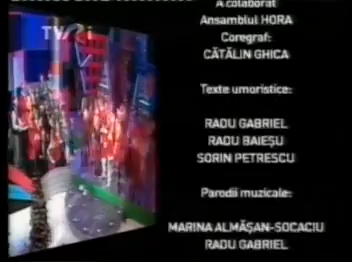 A colaborat
Ansamblul HORA
Coregraf:
CĂTĂLIN GHICA
Texte umoristice:
RADU GABRIEL
RADU BAIEȘU
SORIN PETRESCU
Parodii muzicale:
MARINA ALMĂȘAN-SOCACIU
RADU GABRIEL